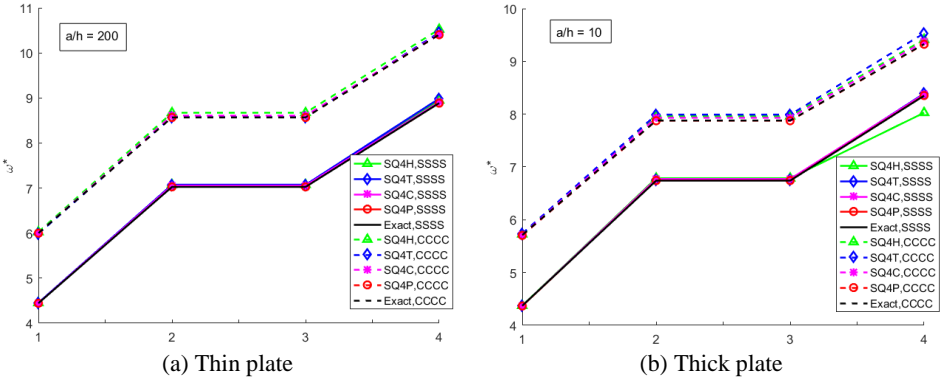 11
10
9
8
7
6
5
4
ω*
a/h = 200
SQ4H,SSSS
SQ4T,SSSS
SQ4C,SSSS
SQ4P,SSSS
Exact,SSSS
SQ4H,CCCC
SQ4T,CCCC
SQ4C,CCCC
SQ4P,CCCC
Exact,CCCC
1 2 3 4
(a) Thin plate
10
9
8
7
6
5
4
ω*
a/h = 10
SQ4H,SSSS
SQ4T,SSSS
SQ4C,SSSS
SQ4P,SSSS
Exact,SSSS
SQ4H,CCCC
SQ4T,CCCC
SQ4C,CCCC
SQ4P,CCCC
Exact,CCCC
1 2 3 4
(b) Thick plate